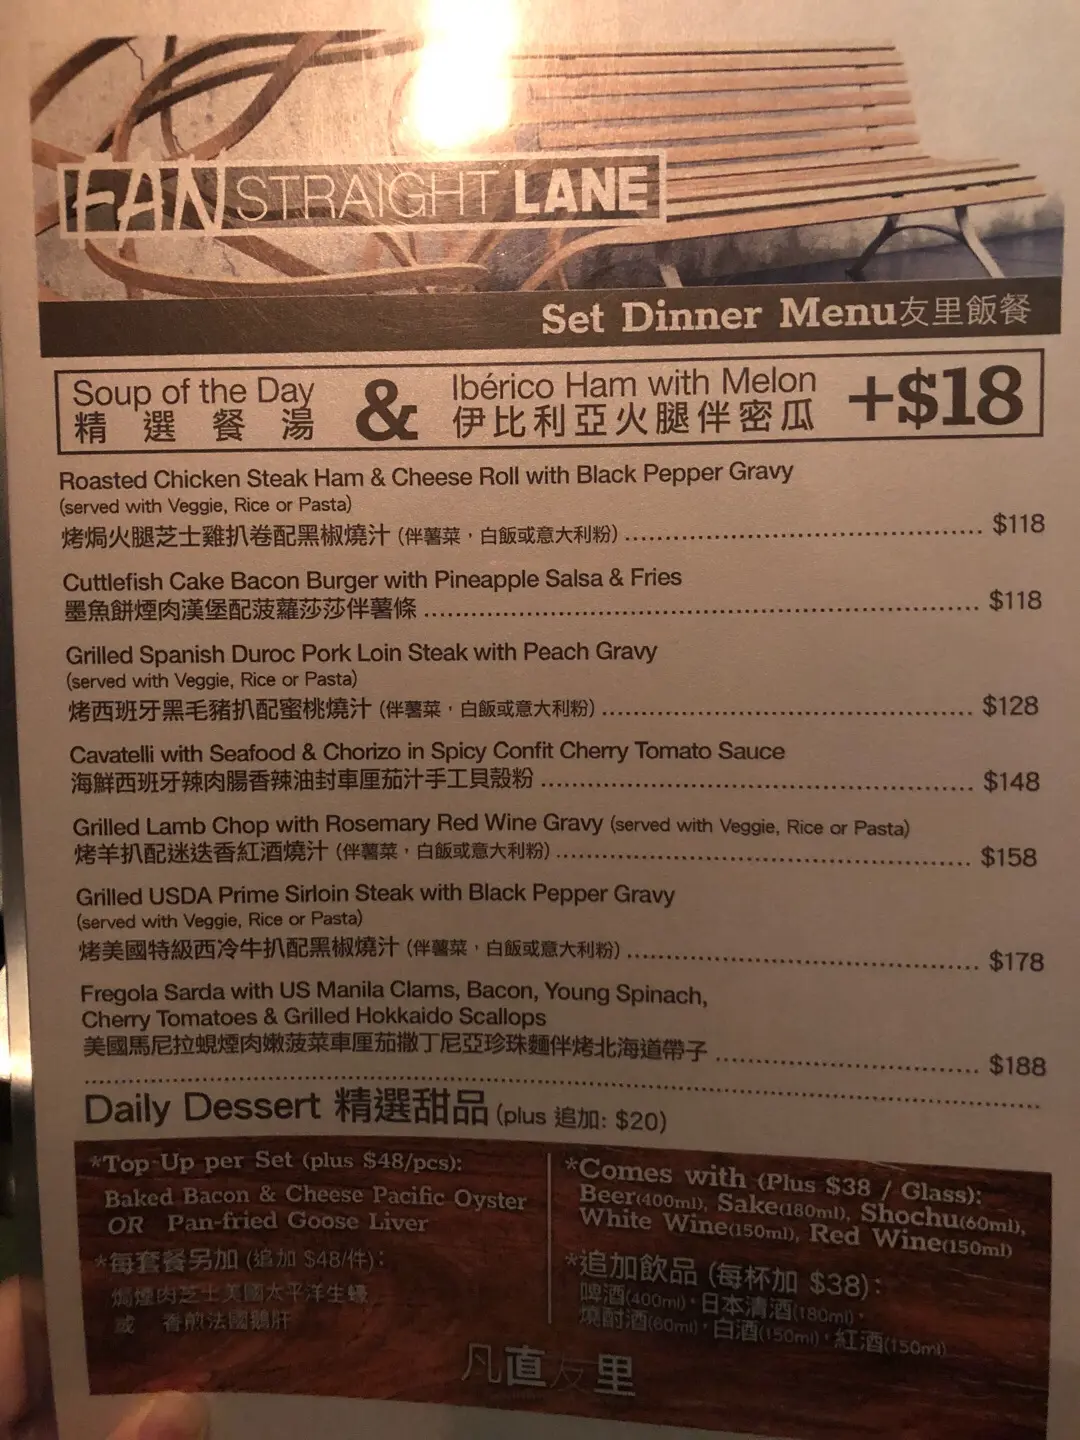 FAN STRAIGHT LANE
Set Dinner Menu友里飯餐
Soup of the Day
精選餐湯
&
Ibérico Ham with Melon
伊比利亞火腿伴密瓜
+$18
Roasted Chicken Steak Ham & Cheese Roll with Black Pepper Gravy
(served with Veggie, Rice or Pasta)
烤焗火腿芝士雞扒卷配黑椒燒汁 (伴薯菜，白飯或意大利粉) $118
Cuttlefish Cake Bacon Burger with Pineapple Salsa & Fries
墨魚餅煙肉漢堡配菠蘿莎莎伴薯條 $118
Grilled Spanish Duroc Pork Loin Steak with Peach Gravy
(served with Veggie, Rice or Pasta)
烤西班牙黑毛豬扒配蜜桃燒汁 (伴薯菜，白飯或意大利粉) $128
Cavatelli with Seafood & Chorizo in Spicy Confit Cherry Tomato Sauce
海鮮西班牙辣肉腸香辣油封車厘茄汁手工貝殼粉 $148
Grilled Lamb Chop with Rosemary Red Wine Gravy (served with Veggie, Rice or Pasta)
烤羊扒配迷迭香紅酒燒汁 (伴薯菜，白飯或意大利粉) $158
Grilled USDA Prime Sirloin Steak with Black Pepper Gravy
(served with Veggie, Rice or Pasta)
烤美國特級西冷牛扒配黑椒燒汁 (伴薯菜，白飯或意大利粉) $178
Fregola Sarda with US Manila Clams, Bacon, Young Spinach,
Cherry Tomatoes & Grilled Hokkaido Scallops
美國馬尼拉蜆煙肉嫩菠菜車厘茄撒丁尼亞珍珠麵伴烤北海道帶子 $188
Daily Dessert 精選甜品 (plus 追加: $20)
*Top-Up per Set (plus $48/pcs):
Baked Bacon & Cheese Pacific Oyster
OR Pan-fried Goose Liver
*每套餐另加 (追加 $48/件)：
焗煙肉芝士美國太平洋生蠔
或 香煎法國鵝肝
*Comes with (Plus $38 / Glass):
Beer(400ml), Sake(180ml), Shochu(60ml),
White Wine(150ml), Red Wine(150ml)
*追加飲品 (每杯加 $38)：
啤酒(400ml)，日本清酒(180ml)，
燒酎酒(60ml)，白酒(150ml)，紅酒(150ml)
凡直友里